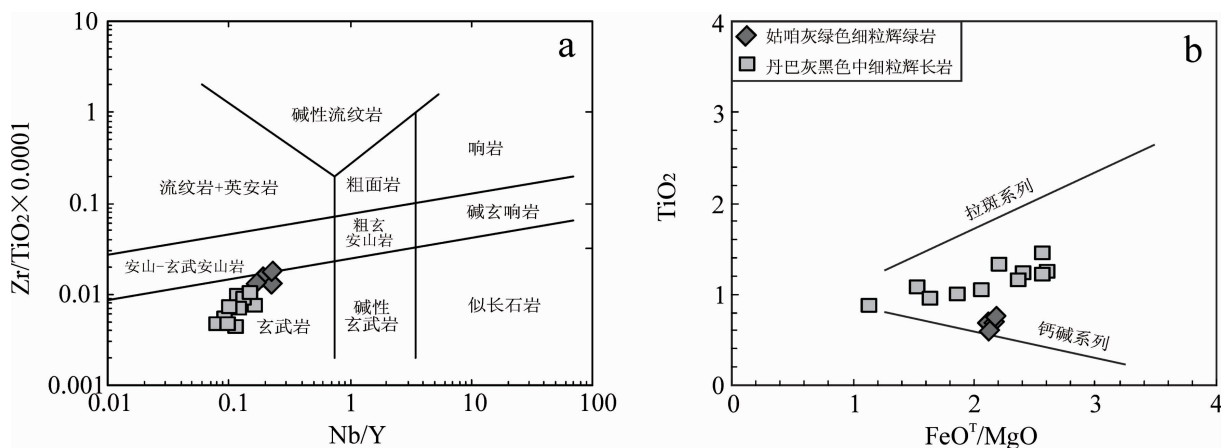 a
10
1
0.1
0.01
0.001
Zr/TiO₂×0.0001
碱性流纹岩
响岩
流纹岩+英安岩
粗面岩
碱玄响岩
粗玄
安山岩
安山-玄武安山岩
玄武岩
碱性
玄武岩
似长石岩
0.01
0.1
1
10
100
Nb/Y
b
姑咱灰绿色细粒辉绿岩
丹巴灰黑色中细粒辉长岩
4
3
2
1
0
TiO₂
拉斑系列
钙碱系列
0
1
2
3
4
FeOᵀ/MgO